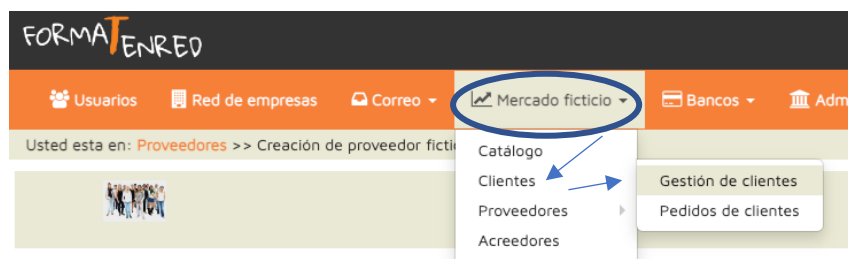 FORMATENRED
Usuarios Red de empresas Correo Mercado ficticio Bancos Adm
Usted esta en: Proveedores >> Creación de proveedor ficti
Catálogo
Clientes Gestión de clientes
Proveedores Pedidos de clientes
Acreedores